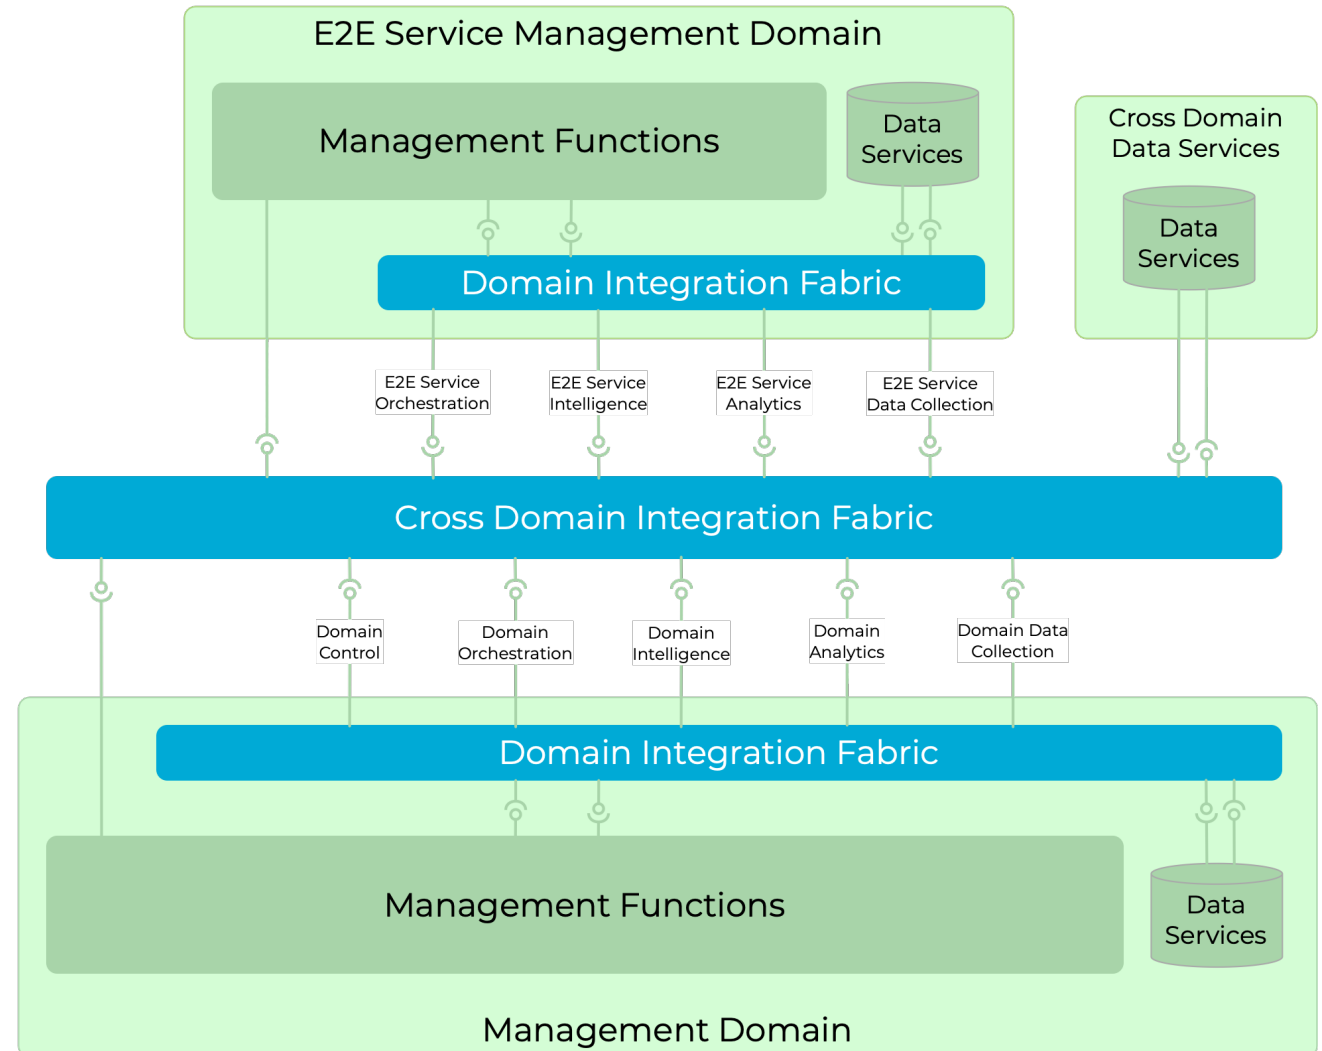 E2E Service Management Domain
Management Functions
Data
Services
Cross Domain
Data Services
Data
Services
Domain Integration Fabric
E2E Service
Orchestration
E2E Service
Intelligence
E2E Service
Analytics
E2E Service
Data Collection
Cross Domain Integration Fabric
Domain
Control
Domain
Orchestration
Domain
Intelligence
Domain
Analytics
Domain Data
Collection
Domain Integration Fabric
Management Functions
Data
Services
Management Domain